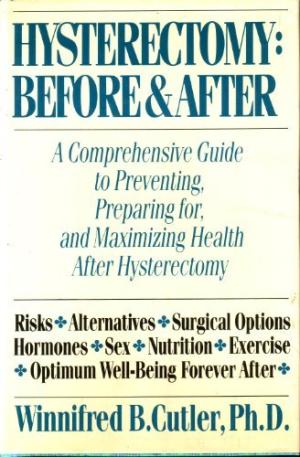 HYSTERECTOMY:
BEFORE & AFTER
A Comprehensive Guide
to Preventing,
Preparing for,
and Maximizing Health
After Hysterectomy
Risks ✤ Alternatives ✤ Surgical Options
Hormones ✤ Sex ✤ Nutrition ✤ Exercise
✤ Optimum Well-Being Forever After ✤
Winnifred B. Cutler, Ph.D.